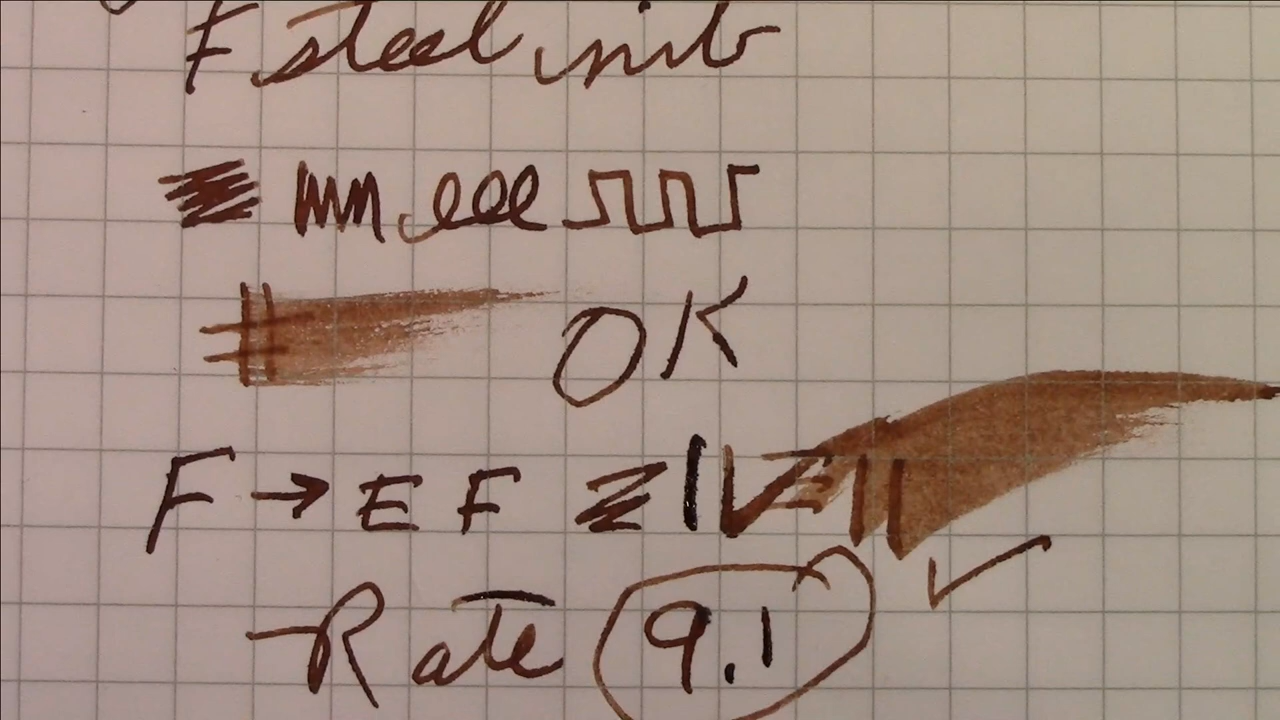 F steel nib
OK
F → EF
Rate 9.1